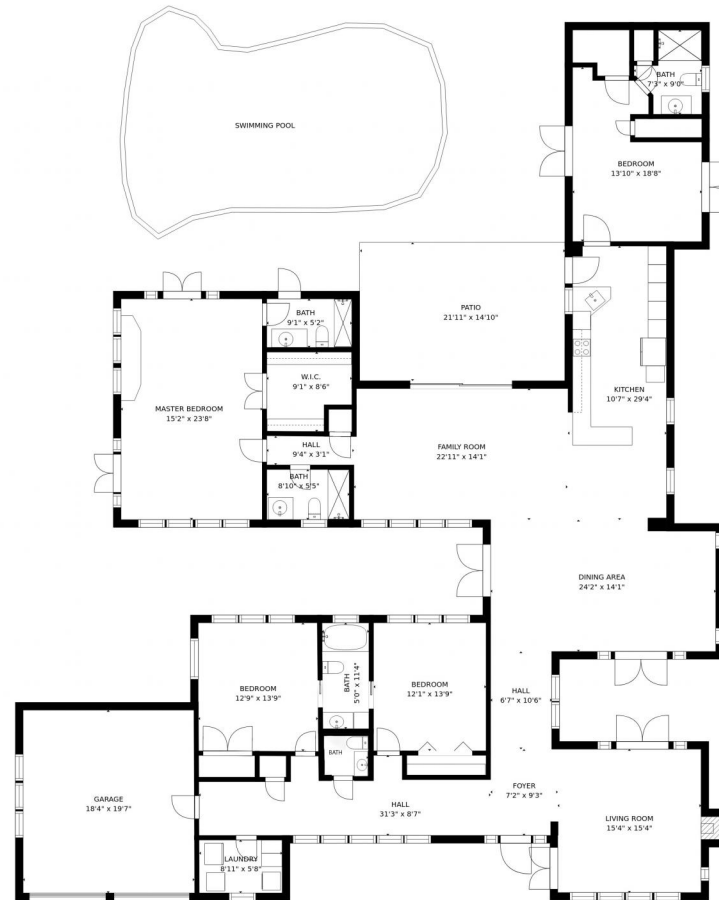 SWIMMING POOL
BATH
7'3" x 9'0"
BEDROOM
13'10" x 18'8"
PATIO
21'11" x 14'10"
BATH
9'1" x 5'2"
W.I.C.
9'1" x 8'6"
MASTER BEDROOM
15'2" x 23'8"
KITCHEN
10'7" x 29'4"
HALL
9'4" x 3'1"
FAMILY ROOM
22'11" x 14'1"
BATH
8'10" x 5'5"
DINING AREA
24'2" x 14'1"
BEDROOM
12'9" x 13'9"
BATH
5'0" x 11'4"
BEDROOM
12'1" x 13'9"
HALL
6'7" x 10'6"
BATH
FOYER
7'2" x 9'3"
GARAGE
18'4" x 19'7"
HALL
31'3" x 8'7"
LIVING ROOM
15'4" x 15'4"
LAUNDRY
8'11" x 5'8"